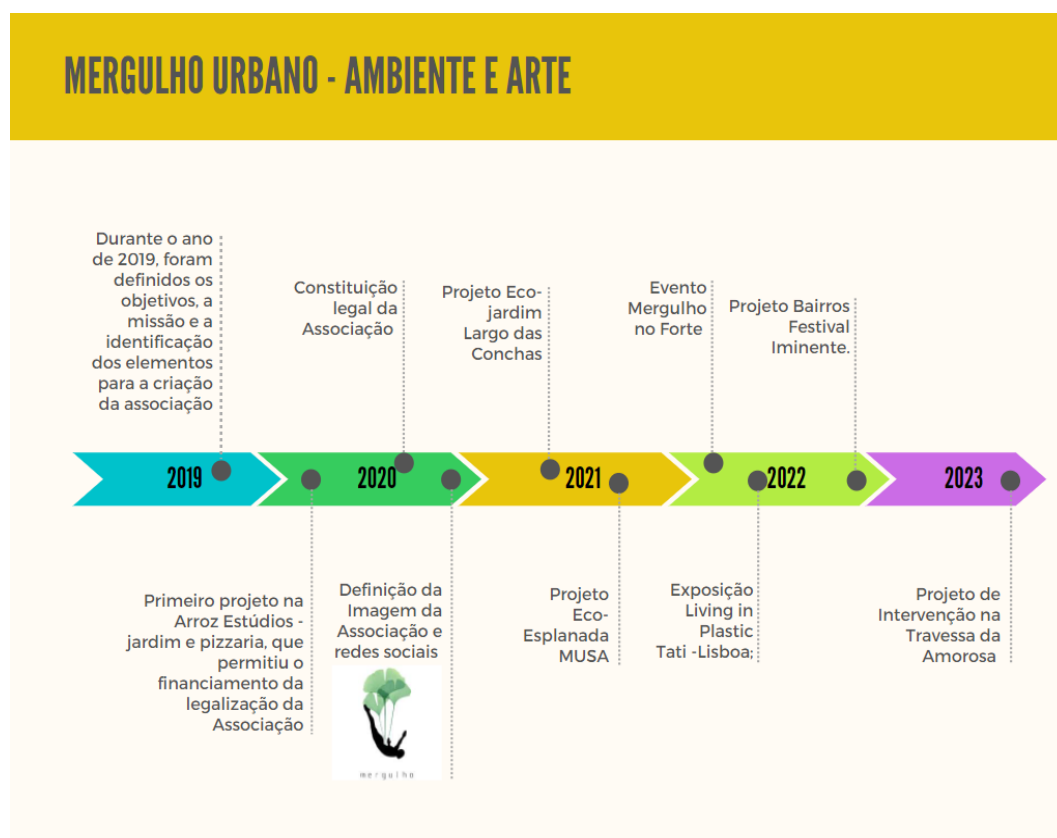 MERGULHO URBANO - AMBIENTE E ARTE
Durante o ano
de 2019, foram
definidos os
objetivos, a
missão e a
identificação
dos elementos
para a criação
da associação
Constituição
legal da
Associação
Projeto Eco-
jardim
Largo das
Conchas
Evento
Mergulho
no Forte
Projeto Bairros
Festival
Iminente.
2019
2020
2021
2022
2023
Primeiro projeto na
Arroz Estúdios -
jardim e pizzaria, que
permitiu o
financiamento da
legalização da
Associação
Definição da
Imagem da
Associação e
redes sociais
mergulho
Projeto
Eco-
Esplanada
MUSA
Exposição
Living in
Plastic
Tati -Lisboa;
Projeto de
Intervenção na
Travessa da
Amorosa